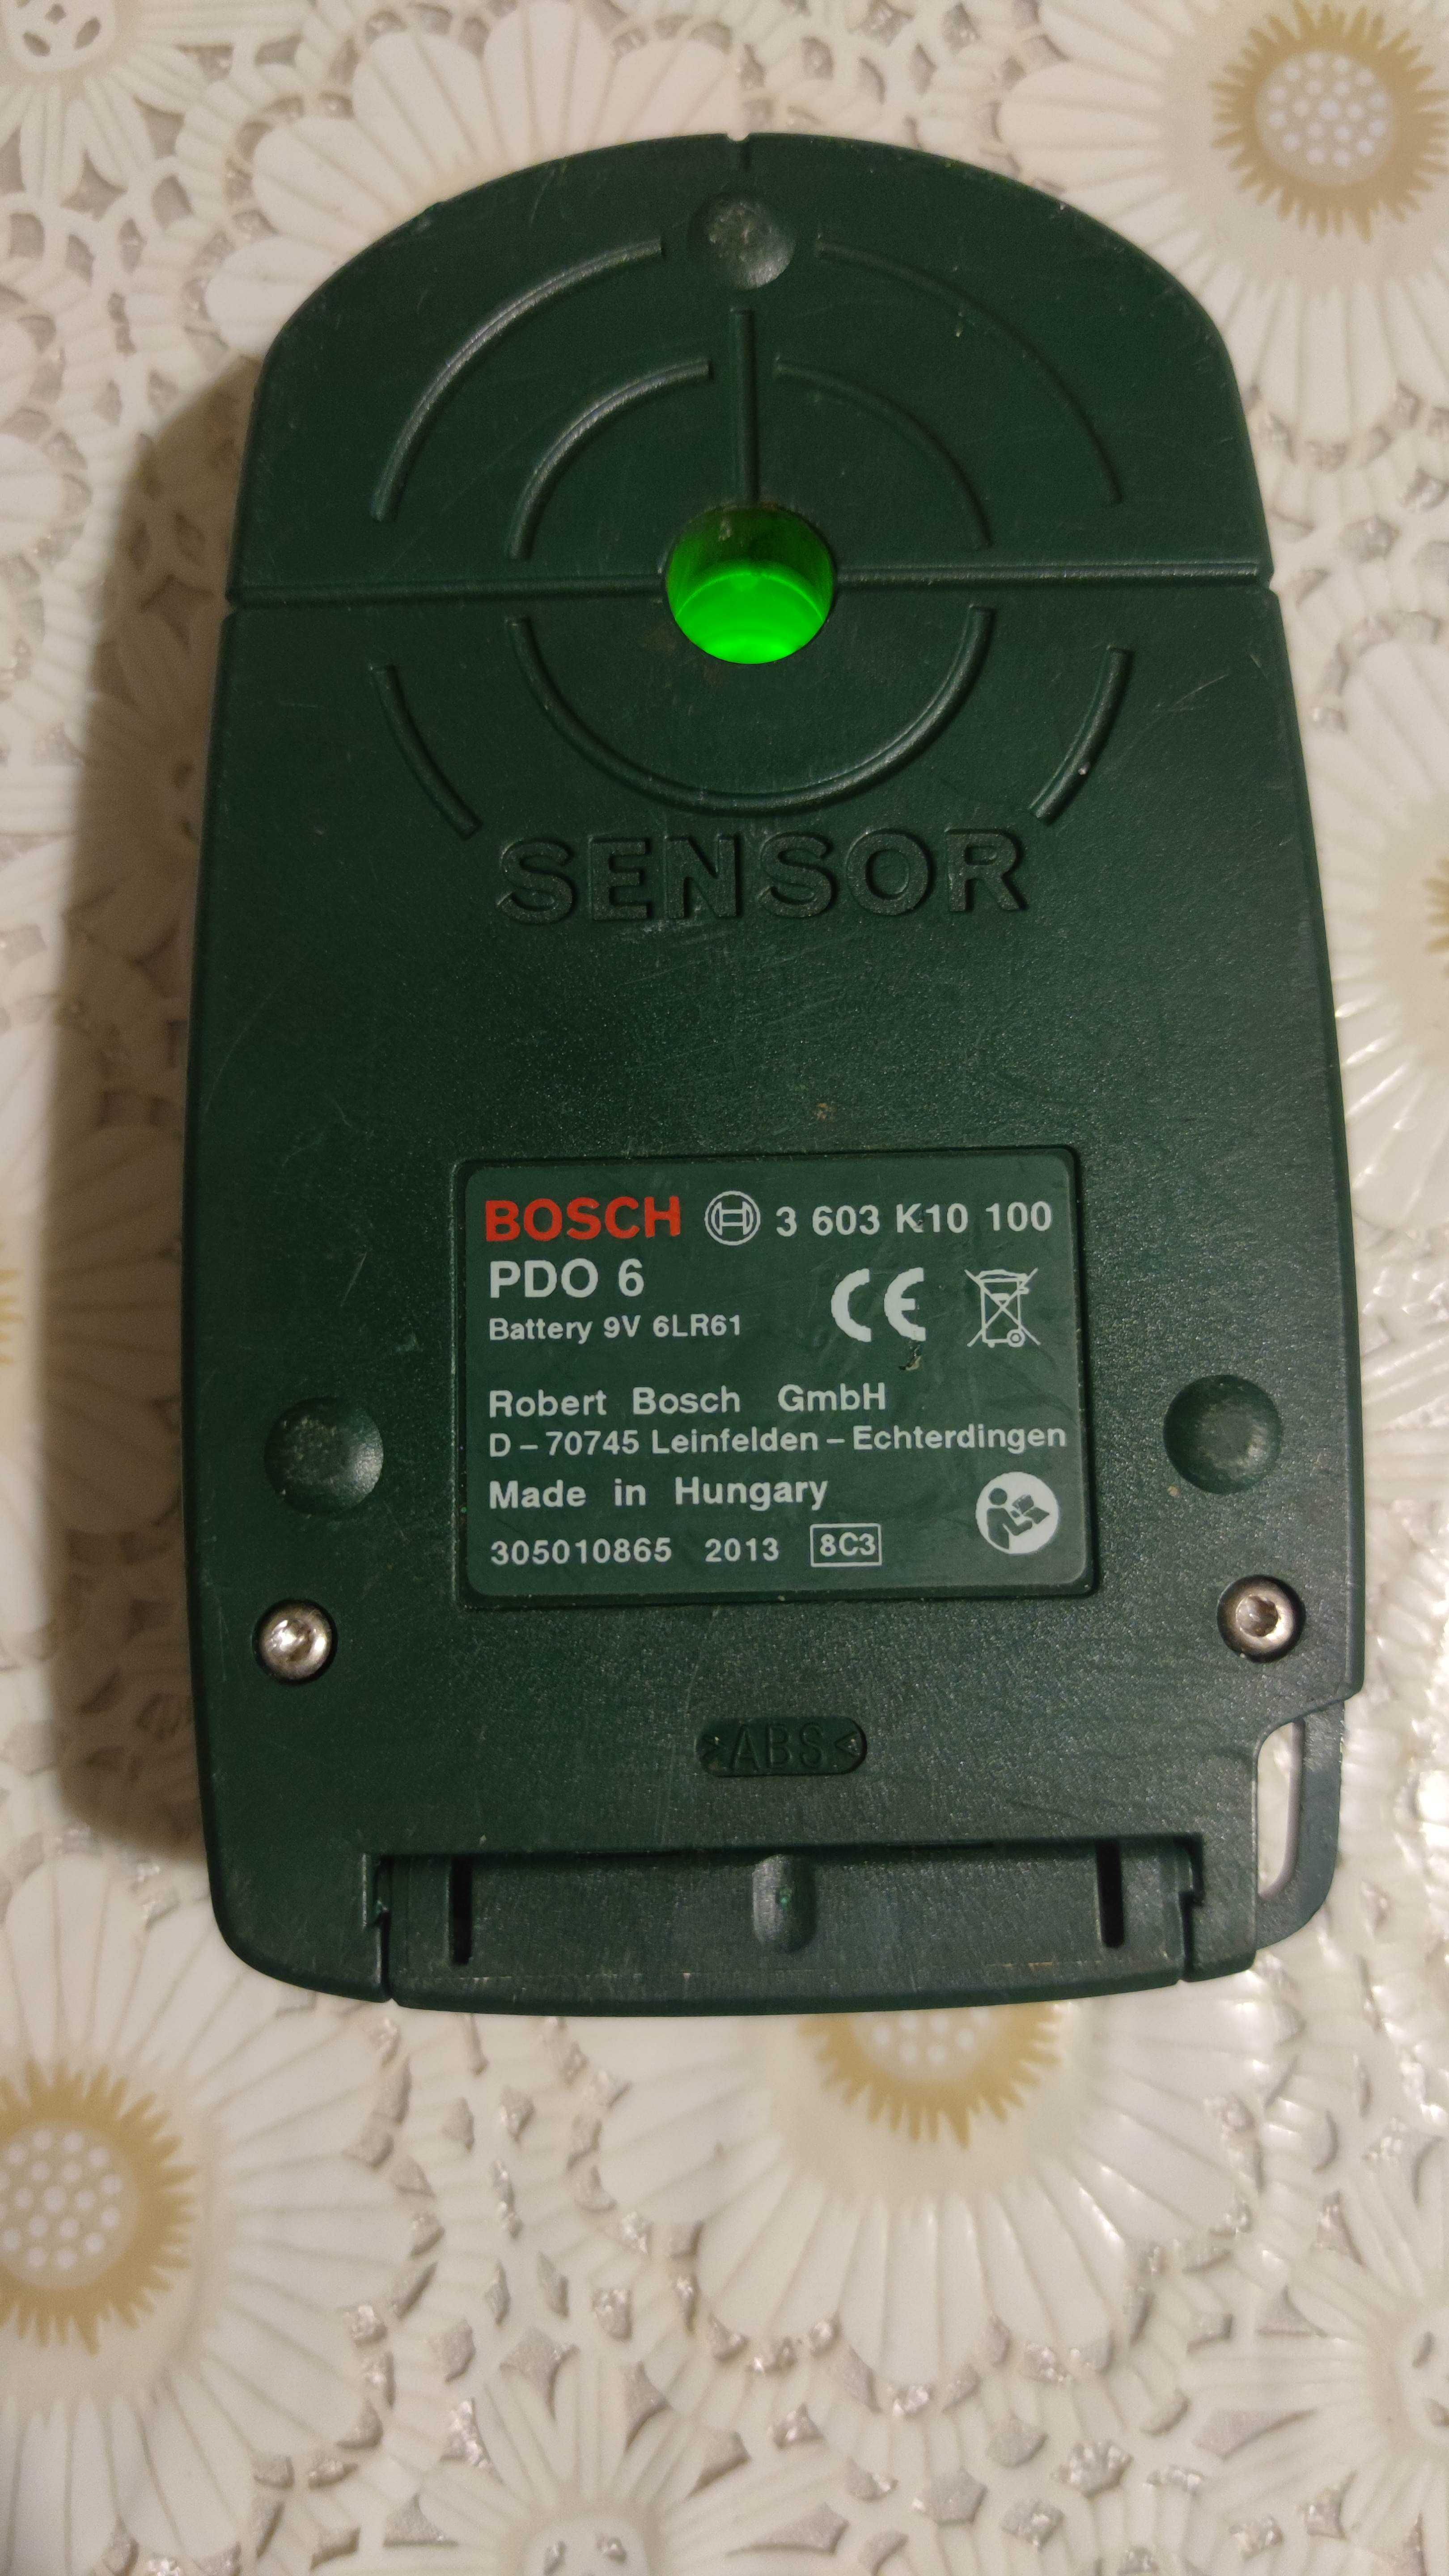 SENSOR
BOSCH 3 603 K10 100
PDO 6
CE
Battery 9V 6LR61
Robert Bosch GmbH
D – 70745 Leinfelden – Echterdingen
Made in Hungary
305010865 2013 8C3
>ABS<